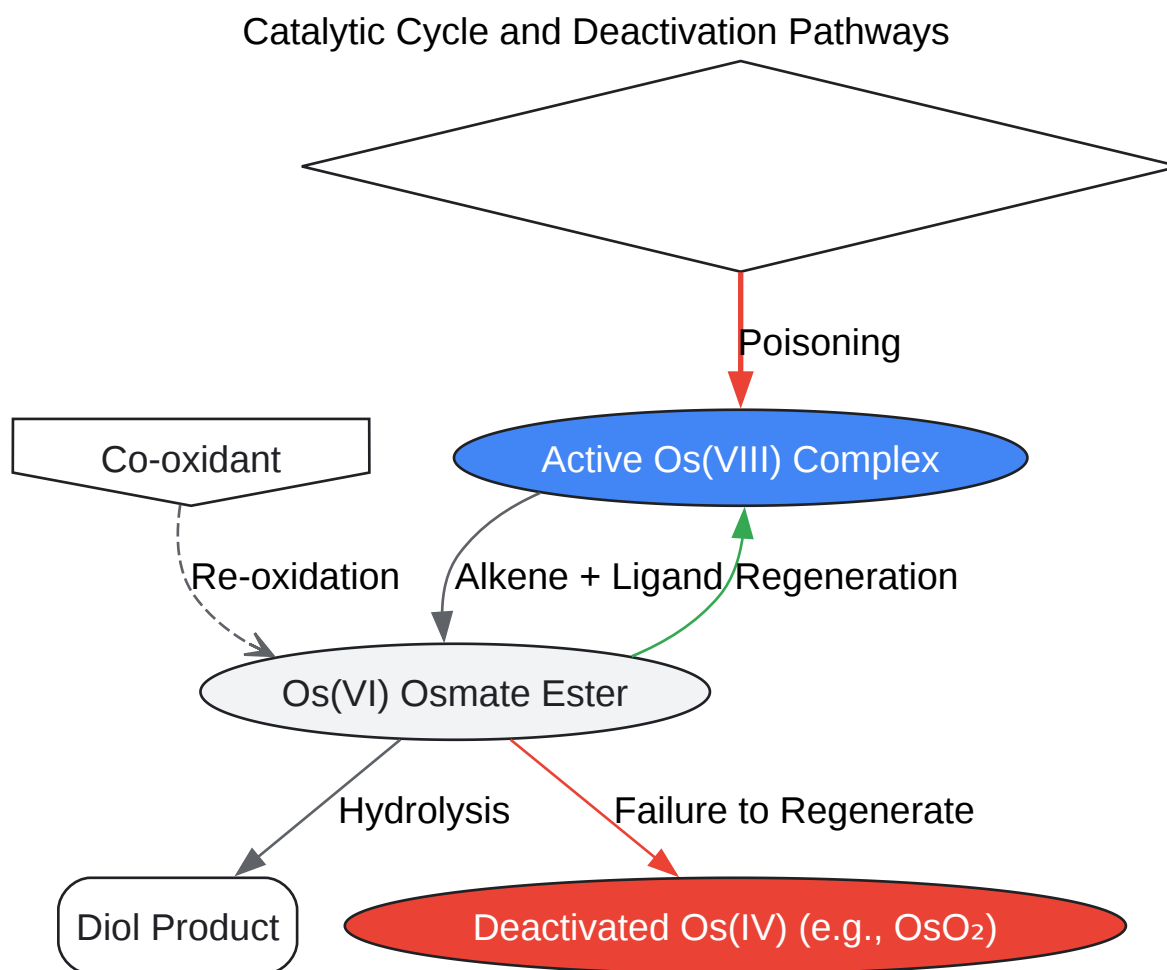 Catalytic Cycle and Deactivation Pathways
Poisoning
Co-oxidant
Active Os(VIII) Complex
Re-oxidation
Alkene + Ligand
Regeneration
Os(VI) Osmate Ester
Hydrolysis
Failure to Regenerate
Diol Product
Deactivated Os(IV) (e.g., OsO₂)